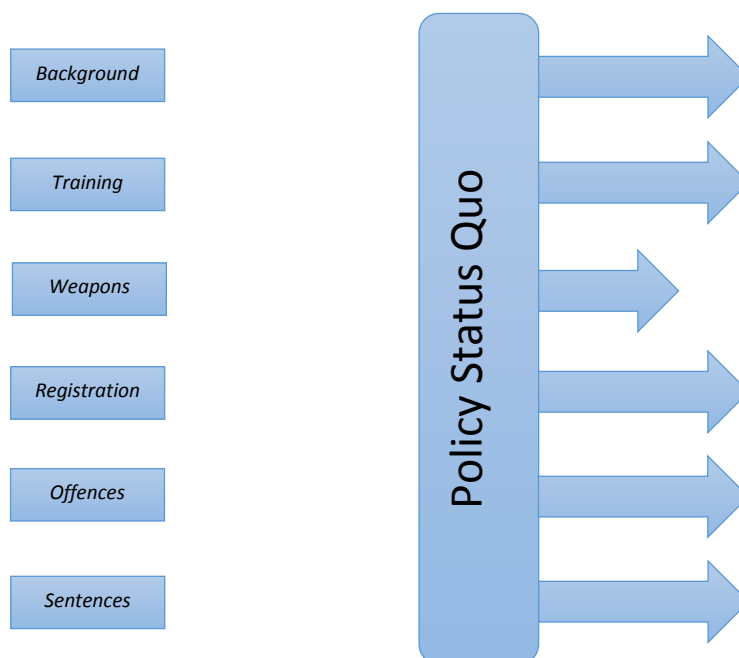 Background
Training
Weapons
Registration
Offences
Sentences
Policy Status Quo